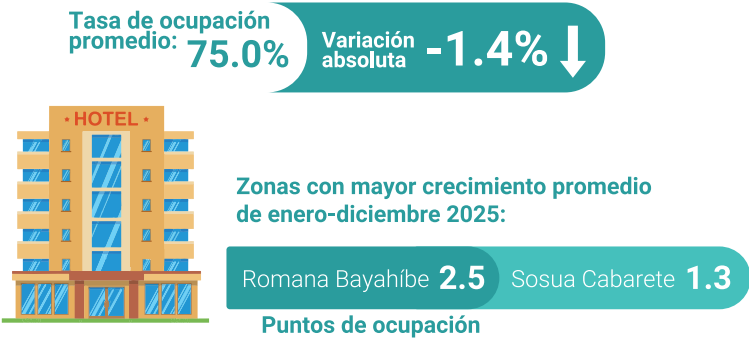 Tasa de ocupación
promedio: 75.0%
Variación
absoluta -1.4%
HOTEL
Zonas con mayor crecimiento promedio
de enero-diciembre 2025:
Romana Bayahíbe 2.5 Sosua Cabarete 1.3
Puntos de ocupación